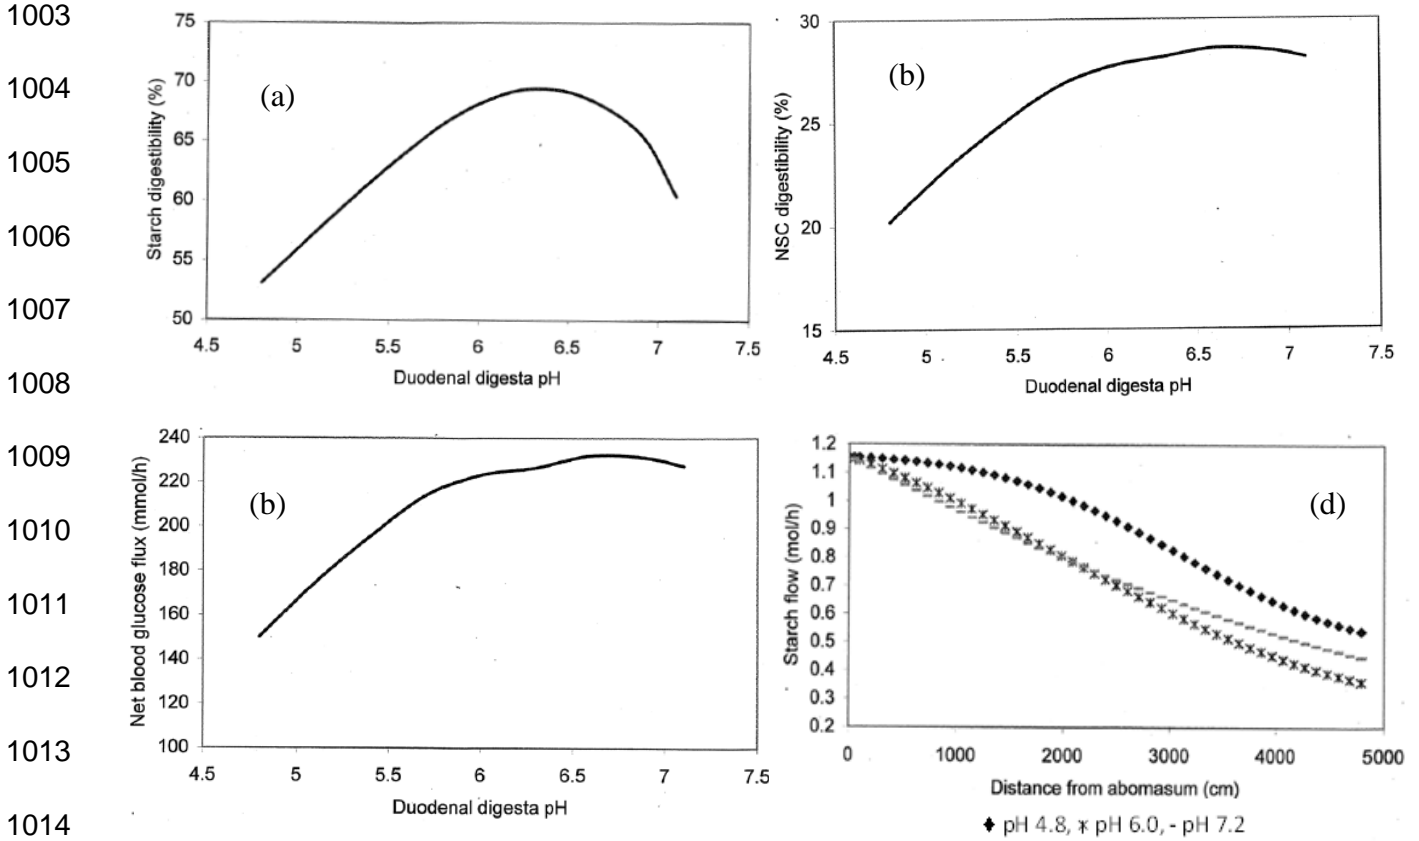 1003
1004
1005
1006
1007
1008
1009
1010
1011
1012
1013
1014
75
70
65
60
55
50
Starch digestibility (%)
(a)
4.5 5 5.5 6 6.5 7 7.5
Duodenal digesta pH
30
25
20
15
NSC digestibility (%)
(b)
4.5 5 5.5 6 6.5 7 7.5
Duodenal digesta pH
240
220
200
180
160
140
120
100
Net blood glucose flux (mmol/h)
(b)
4.5 5 5.5 6 6.5 7 7.5
Duodenal digesta pH
1.2
1.1
1
0.9
0.8
0.7
0.6
0.5
0.4
0.3
0.2
Starch flow (mol/h)
(d)
0 1000 2000 3000 4000 5000
Distance from abomasum (cm)
♦ pH 4.8, ж pH 6.0, - pH 7.2